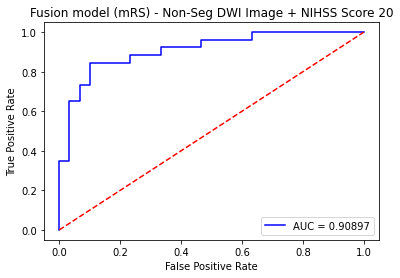 Fusion model (mRS) - Non-Seg DWI Image + NIHSS Score 20
1.0
0.8
0.6
0.4
0.2
0.0
True Positive Rate
AUC = 0.90897
0.0 0.2 0.4 0.6 0.8 1.0
False Positive Rate